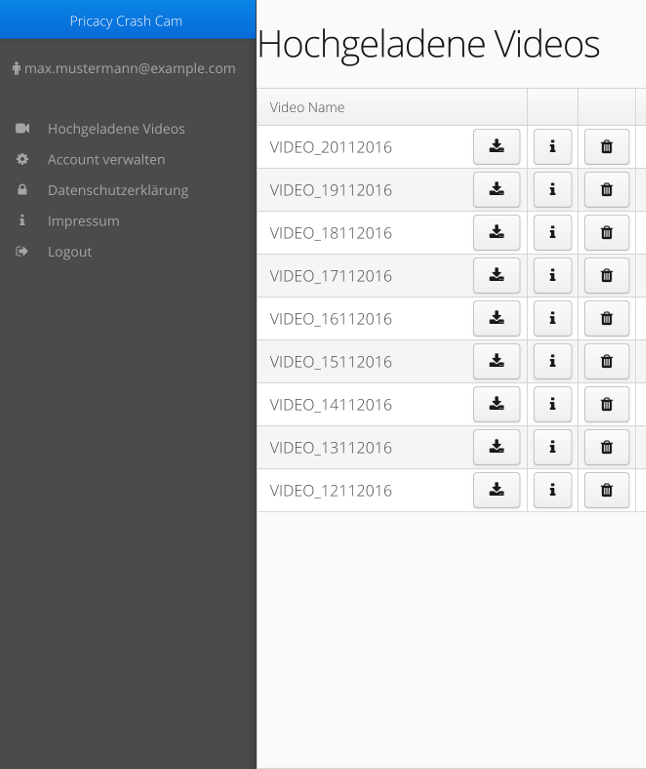 Pricacy Crash Cam
max.mustermann@example.com
Hochgeladene Videos
Account verwalten
Datenschutzerklärung
Impressum
Logout
Hochgeladene Videos
Video Name
VIDEO_20112016
VIDEO_19112016
VIDEO_18112016
VIDEO_17112016
VIDEO_16112016
VIDEO_15112016
VIDEO_14112016
VIDEO_13112016
VIDEO_12112016